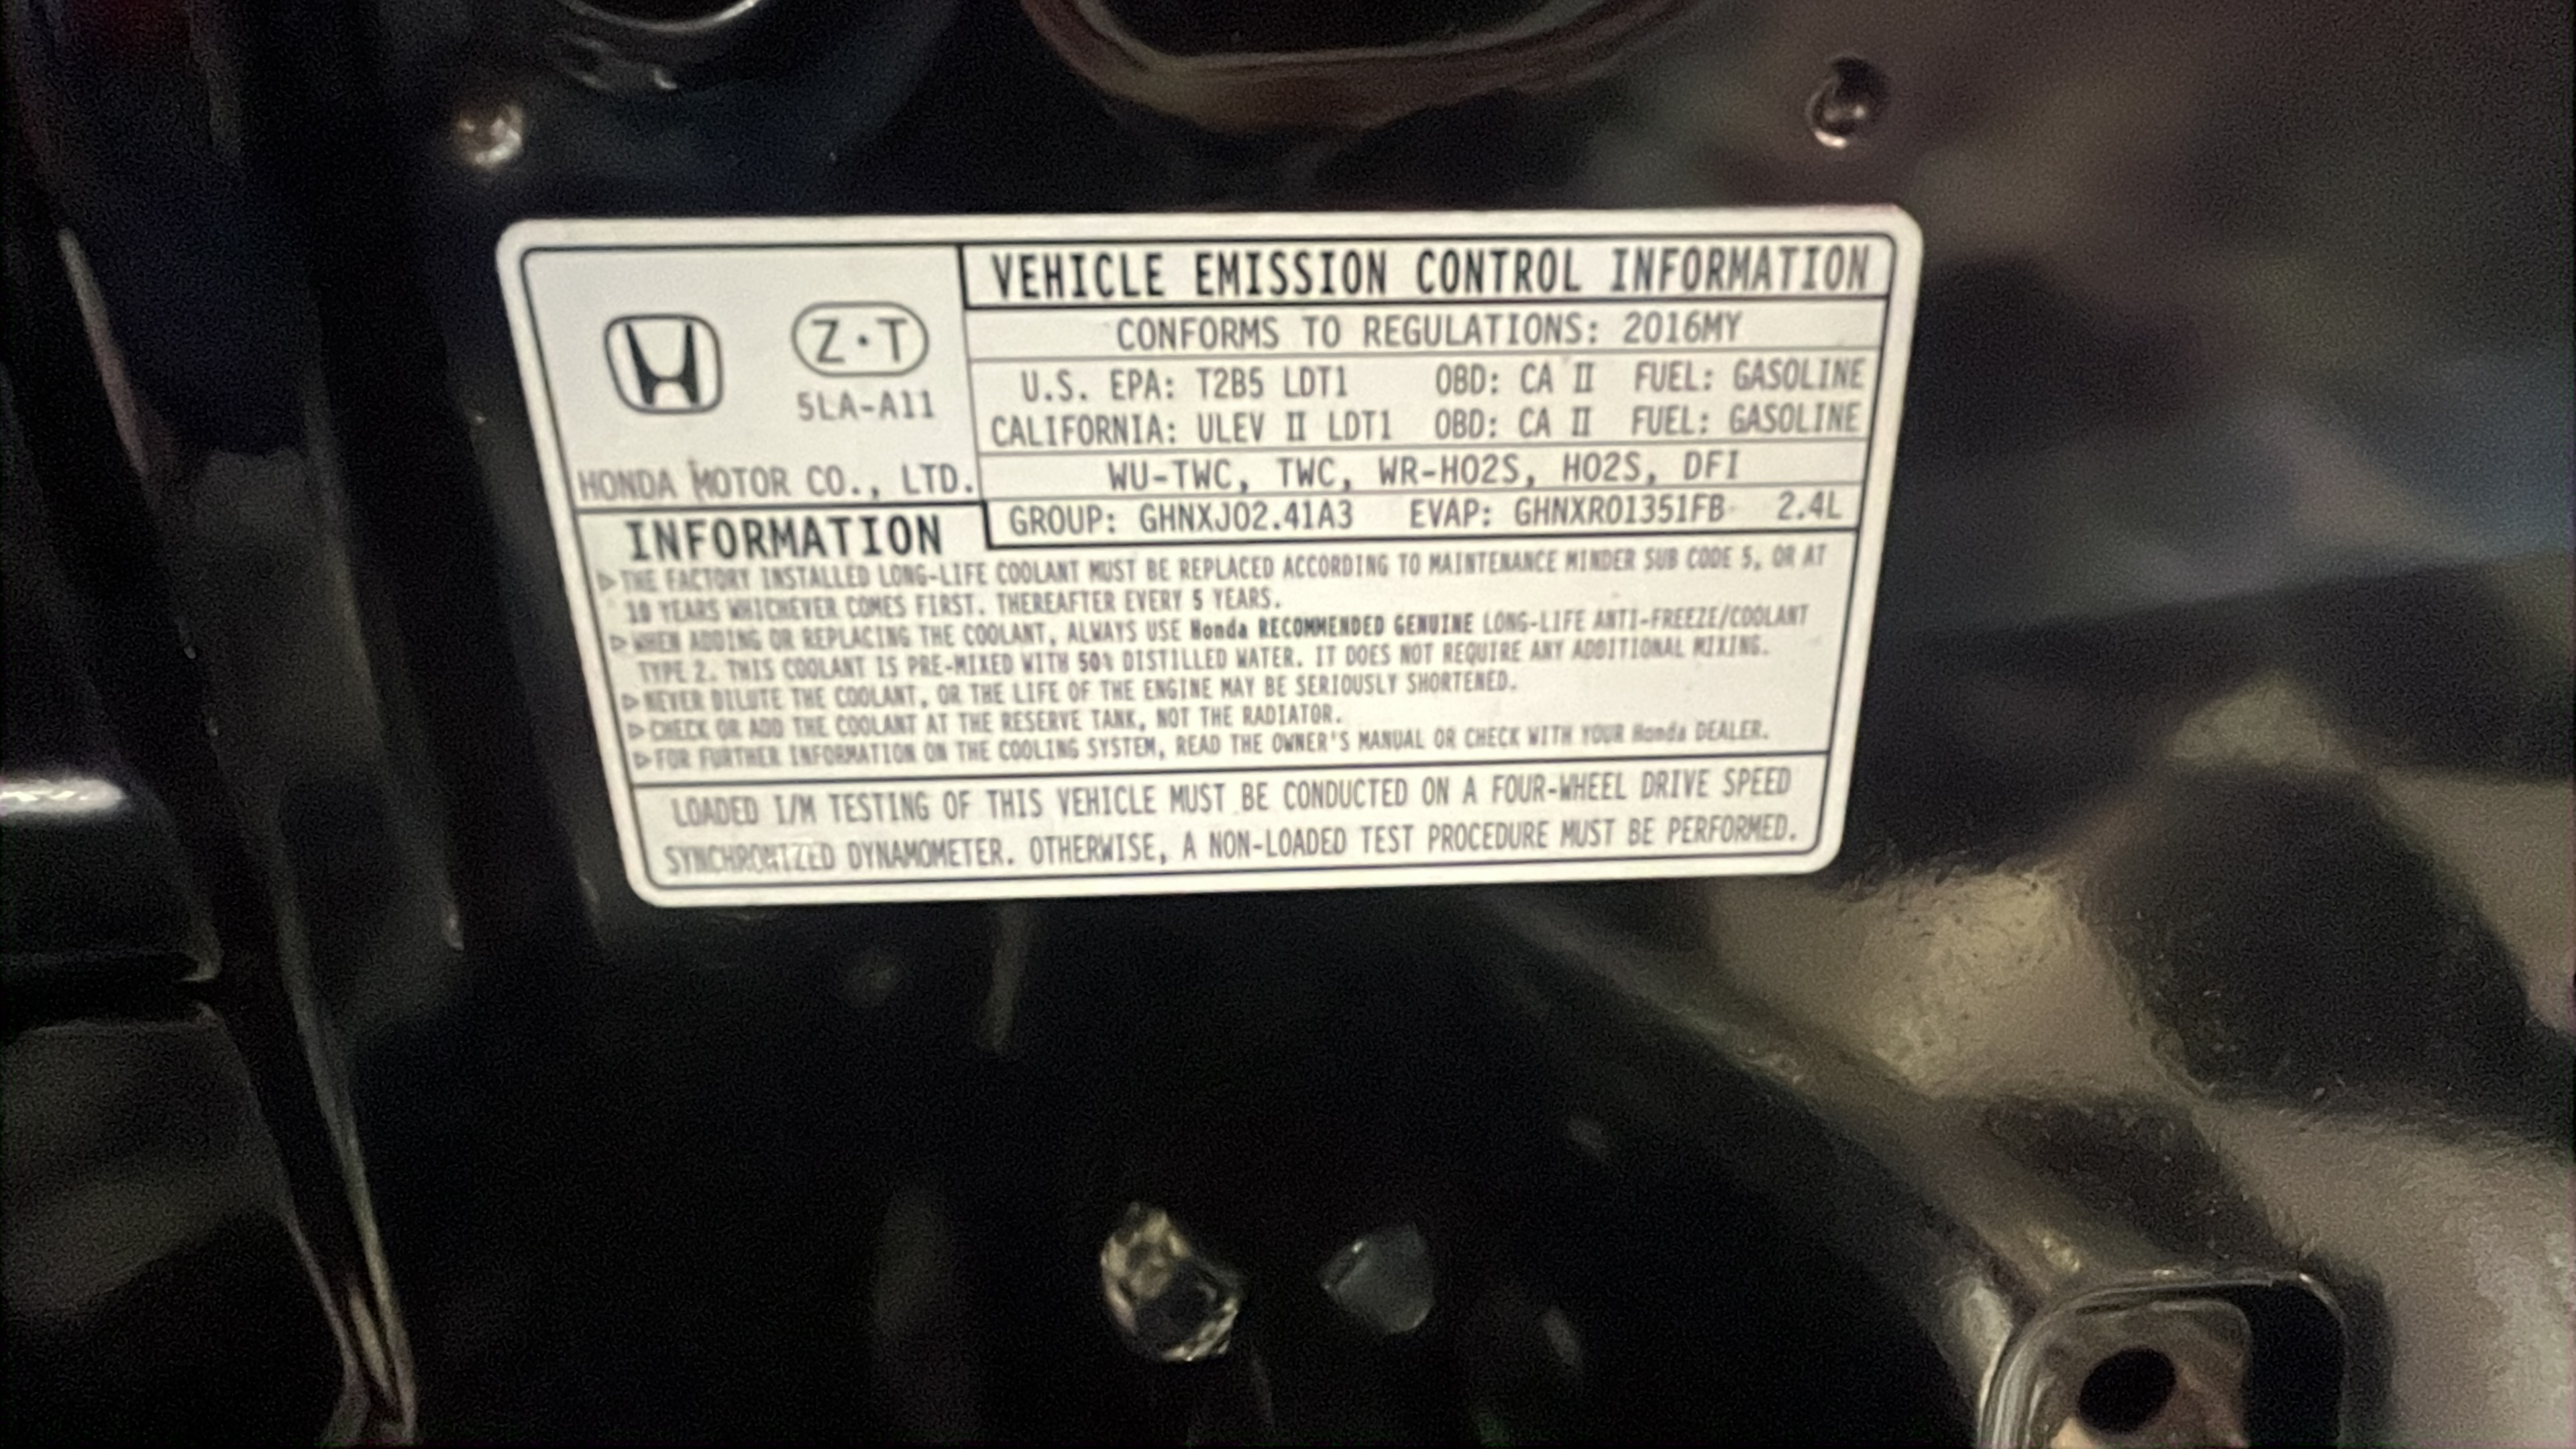 VEHICLE EMISSION CONTROL INFORMATION
CONFORMS TO REGULATIONS: 2016MY
Z·T
5LA-A11
U.S. EPA: T2B5 LDT1 OBD: CA II FUEL: GASOLINE
CALIFORNIA: ULEV II LDT1 OBD: CA II FUEL: GASOLINE
HONDA MOTOR CO., LTD.
WU-TWC, TWC, WR-HO2S, HO2S, DFI
GROUP: GHNXJ02.41A3 EVAP: GHNXR01351FB 2.4L
INFORMATION
▷THE FACTORY INSTALLED LONG-LIFE COOLANT MUST BE REPLACED ACCORDING TO MAINTENANCE MINDER SUB CODE 5, OR AT
10 YEARS WHICHEVER COMES FIRST. THEREAFTER EVERY 5 YEARS.
▷WHEN ADDING OR REPLACING THE COOLANT, ALWAYS USE Honda RECOMMENDED GENUINE LONG-LIFE ANTI-FREEZE/COOLANT
TYPE 2. THIS COOLANT IS PRE-MIXED WITH 50% DISTILLED WATER. IT DOES NOT REQUIRE ANY ADDITIONAL MIXING.
▷NEVER DILUTE THE COOLANT, OR THE LIFE OF THE ENGINE MAY BE SERIOUSLY SHORTENED.
▷CHECK OR ADD THE COOLANT AT THE RESERVE TANK, NOT THE RADIATOR.
▷FOR FURTHER INFORMATION ON THE COOLING SYSTEM, READ THE OWNER'S MANUAL OR CHECK WITH YOUR Honda DEALER.
LOADED I/M TESTING OF THIS VEHICLE MUST BE CONDUCTED ON A FOUR-WHEEL DRIVE SPEED
SYNCHRONIZED DYNAMOMETER. OTHERWISE, A NON-LOADED TEST PROCEDURE MUST BE PERFORMED.